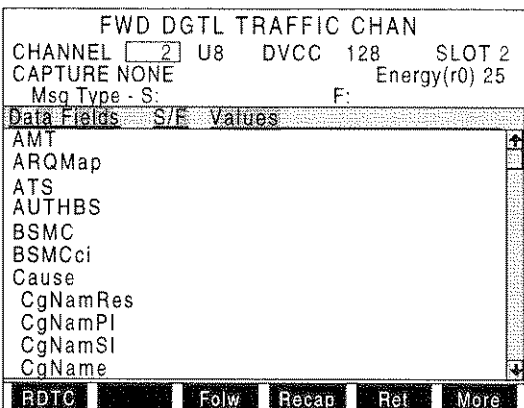 FWD DGTL TRAFFIC CHAN
CHANNEL 2 U8 DVCC 128 SLOT 2
CAPTURE NONE Energy(r0) 25
Msg Type - S: F:
Data Fields S/F Values
AMT
ARQMap
ATS
AUTHBS
BSMC
BSMCci
Cause
CgNamRes
CgNamPI
CgNamSI
CgName
RDTC Folw Recap Ret More